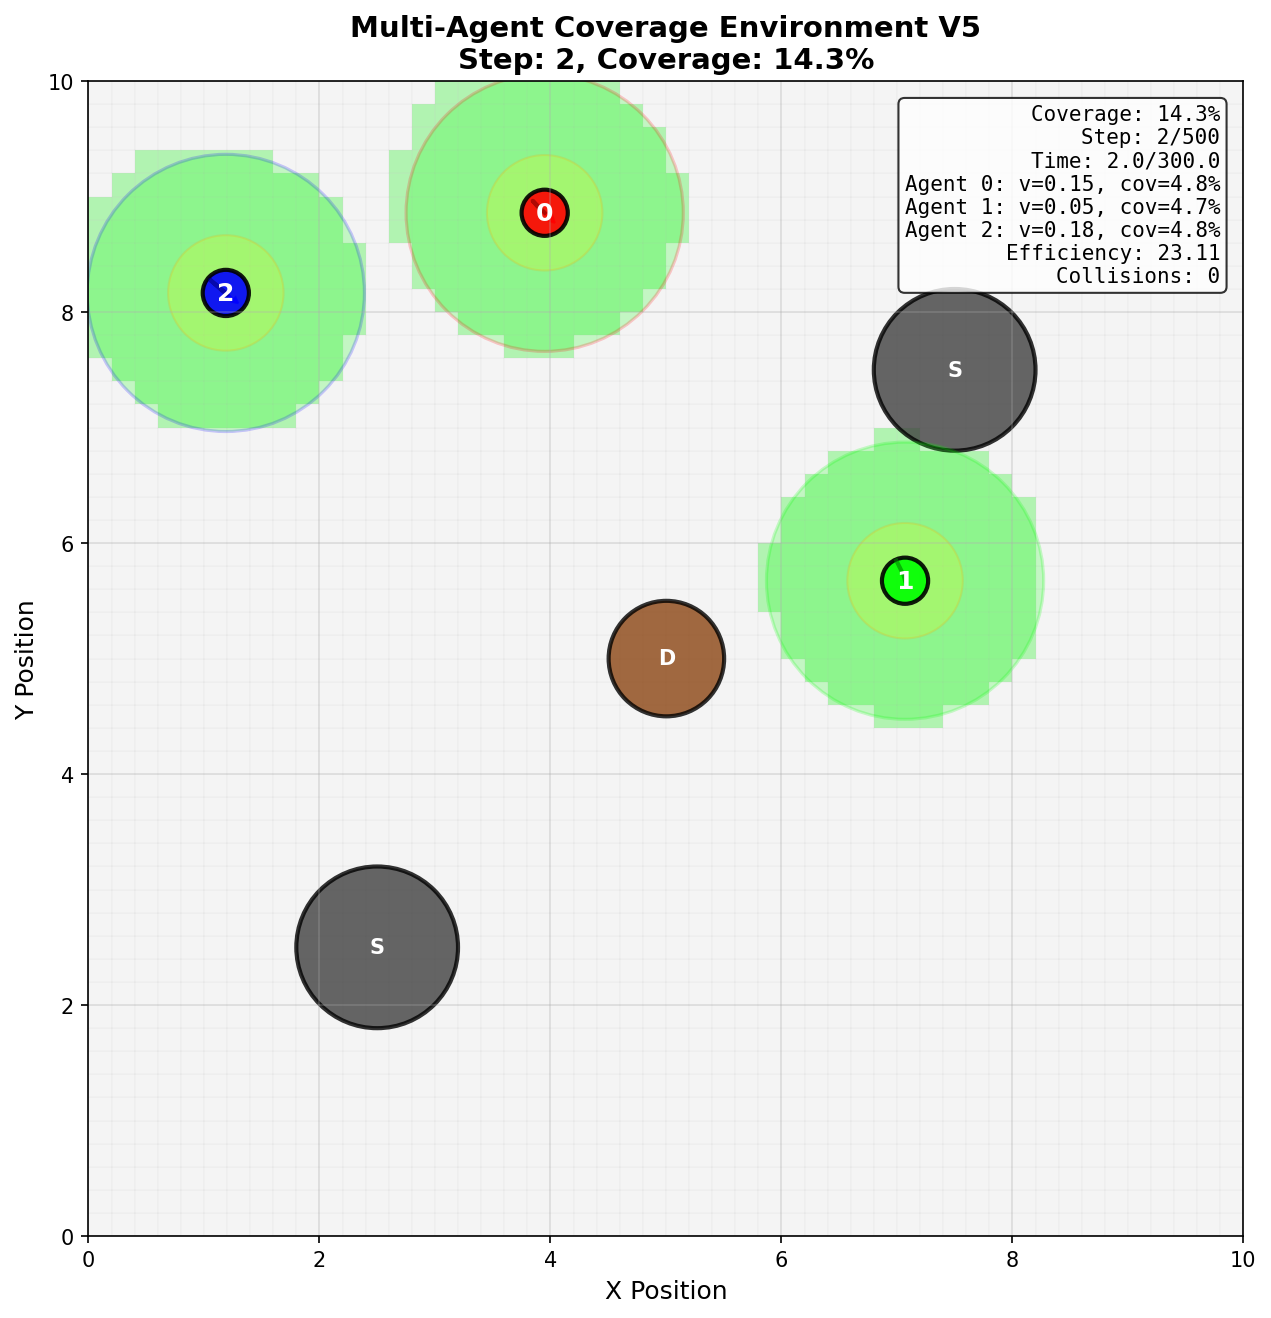 Multi-Agent Coverage Environment V5
Step: 2, Coverage: 14.3%
Coverage: 14.3%
Step: 2/500
Time: 2.0/300.0
Agent 0: v=0.15, cov=4.8%
Agent 1: v=0.05, cov=4.7%
Agent 2: v=0.18, cov=4.8%
Efficiency: 23.11
Collisions: 0
0
2
S
1
D
S
Y Position
10
8
6
4
2
0
0
2
4
6
8
10
X Position